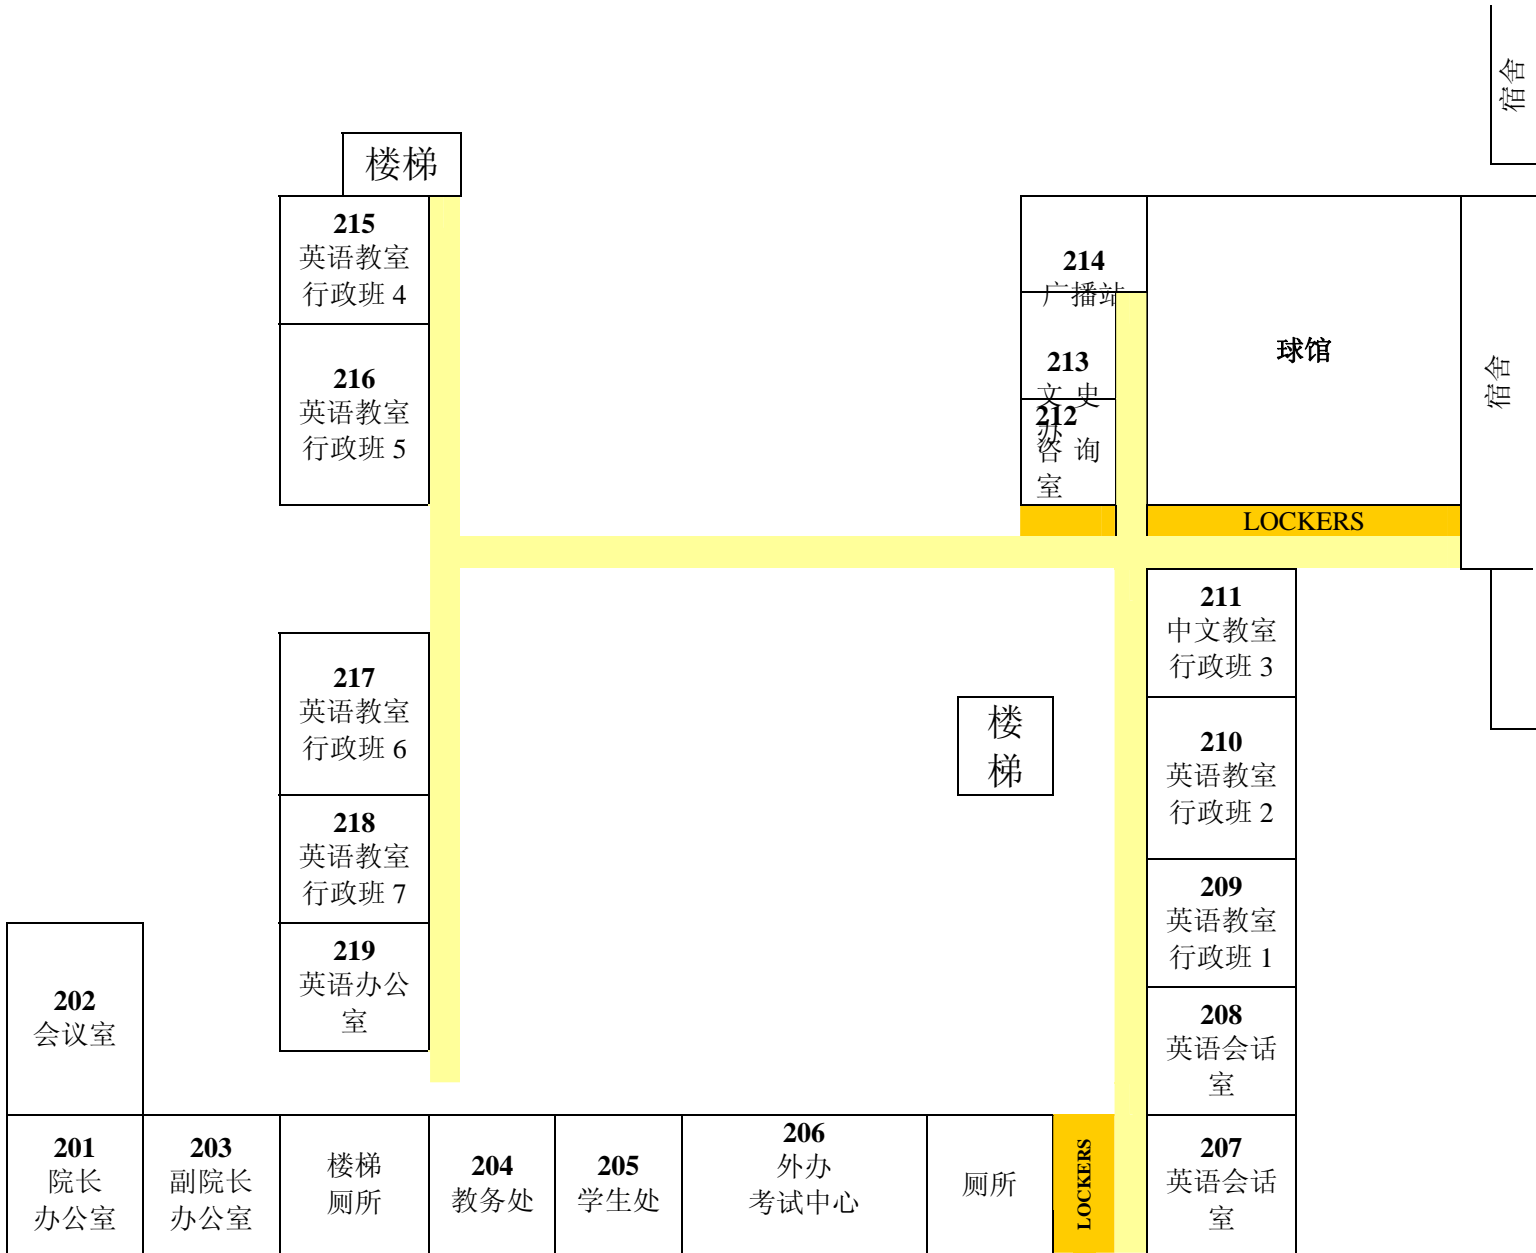 宿舍
楼梯
215
英语教室
行政班 4
214
广播站
216
英语教室
行政班 5
213
文 史
办
212
咨 询
室
球馆
宿舍
LOCKERS
211
中文教室
行政班 3
217
英语教室
行政班 6
楼
梯
210
英语教室
行政班 2
218
英语教室
行政班 7
209
英语教室
行政班 1
219
英语办公
室
202
会议室
208
英语会话
室
201
院长
办公室
203
副院长
办公室
楼梯
厕所
204
教务处
205
学生处
206
外办
考试中心
厕所
LOCKERS
207
英语会话
室